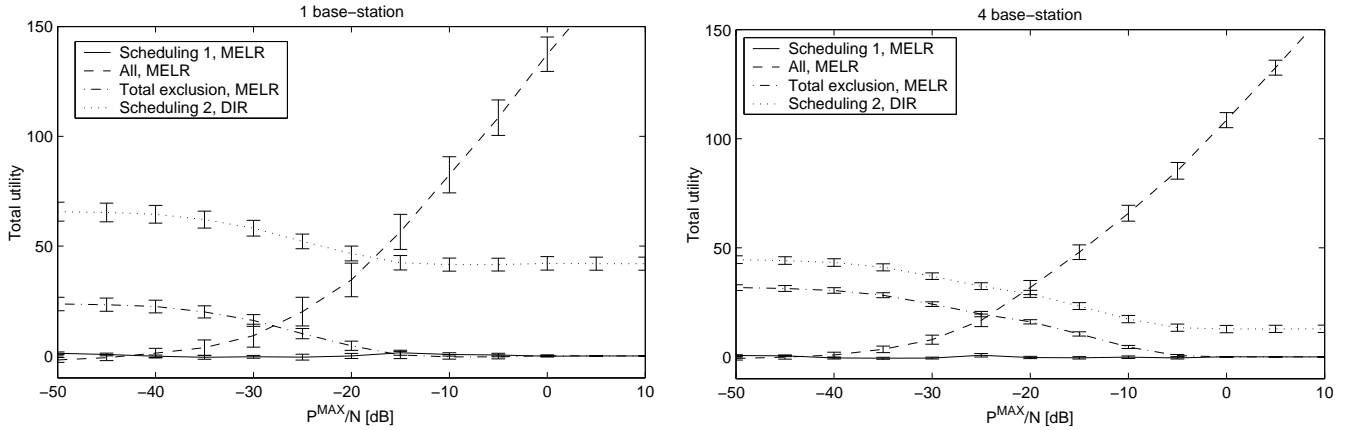 1 base−station
150
100
50
0
Total utility
Scheduling 1, MELR
All, MELR
Total exclusion, MELR
Scheduling 2, DIR
−50 −40 −30 −20 −10 0 10
P^MAX/N [dB]
4 base−station
150
100
50
0
Total utility
Scheduling 1, MELR
All, MELR
Total exclusion, MELR
Scheduling 2, DIR
−50 −40 −30 −20 −10 0 10
P^MAX/N [dB]